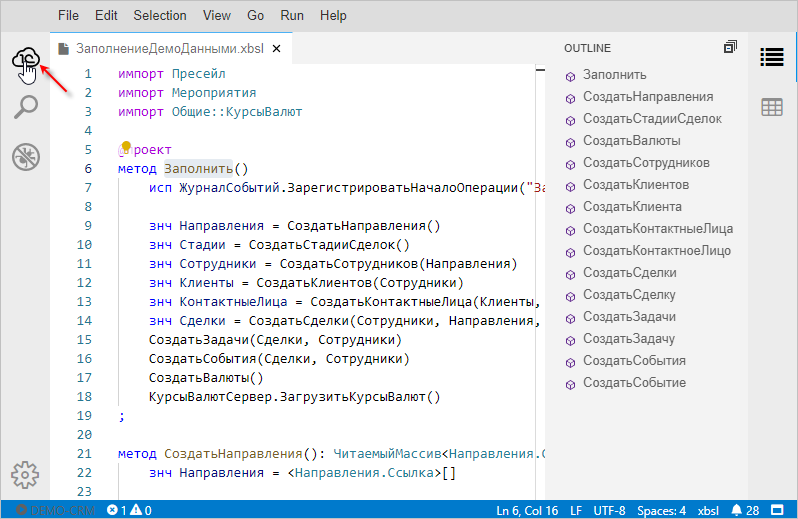 File Edit Selection View Go Run Help
1C
ЗаполнениеДемоДанными.xbsl
1 импорт Пресейл
2 импорт Мероприятия
3 импорт Общие::КурсыВалют
4
5 @Проект
6 метод Заполнить()
7 исп ЖурналСобытий.ЗарегистрироватьНачалоОперации("За
8
9 знч Направления = СоздатьНаправления()
10 знч Стадии = СоздатьСтадииСделок()
11 знч Сотрудники = СоздатьСотрудников(Направления)
12 знч Клиенты = СоздатьКлиентов(Сотрудники)
13 знч КонтактныеЛица = СоздатьКонтактныеЛица(Клиенты,
14 знч Сделки = СоздатьСделки(Сотрудники, Направления,
15 СоздатьЗадачи(Сделки, Сотрудники)
16 СоздатьСобытия(Сделки, Сотрудники)
17 СоздатьВалюты()
18 КурсыВалютСервер.ЗагрузитьКурсыВалют()
19 ;
20
21 метод СоздатьНаправления(): ЧитаемыйМассив<Направления.С
22 знч Направления = <Направления.Ссылка>[]
23
OUTLINE
Заполнить
СоздатьНаправления
СоздатьСтадииСделок
СоздатьВалюты
СоздатьСотрудников
СоздатьКлиентов
СоздатьКлиента
СоздатьКонтактныеЛица
СоздатьКонтактноеЛицо
СоздатьСделки
СоздатьСделку
СоздатьЗадачи
СоздатьЗадачу
СоздатьСобытия
СоздатьСобытие
DEMO-CRM 1 0 Ln 6, Col 16 LF UTF-8 Spaces: 4 xbsl 28